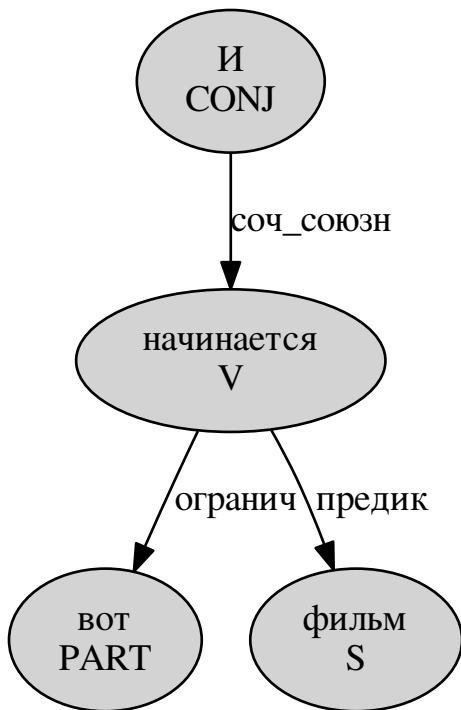 И
CONJ
соч_союзн
начинается
V
огранич предик
вот
PART
фильм
S